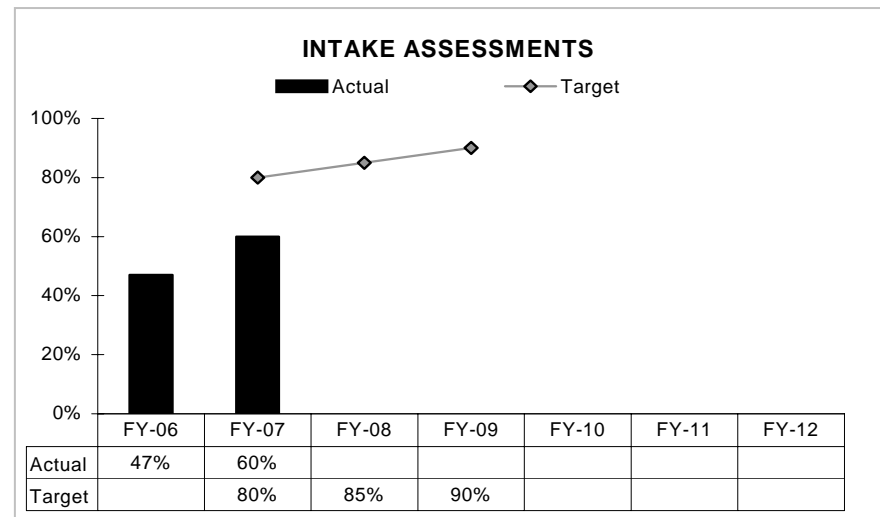 INTAKE ASSESSMENTS
Actual Target
100%
80%
60%
40%
20%
0%
FY-06 FY-07 FY-08 FY-09 FY-10 FY-11 FY-12
Actual 47% 60%
Target 80% 85% 90%